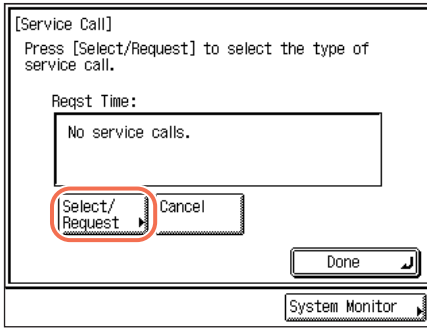 [Service Call]
Press [Select/Request] to select the type of
service call.
Reqst Time:
No service calls.
Select/
Request
Cancel
Done
System Monitor